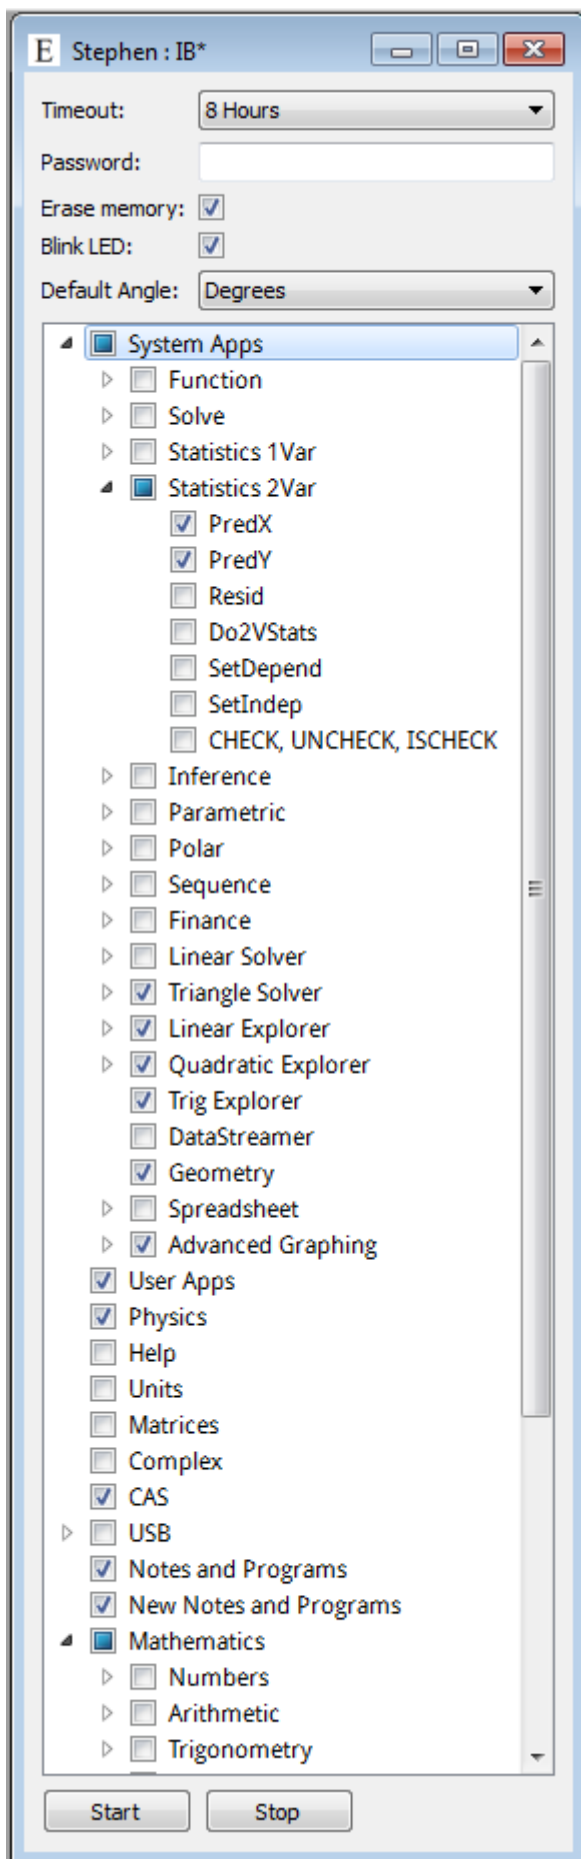 E Stephen : IB*
Timeout: 8 Hours
Password:
Erase memory:
Blink LED:
Default Angle: Degrees
System Apps
Function
Solve
Statistics 1Var
Statistics 2Var
PredX
PredY
Resid
Do2VStats
SetDepend
SetIndep
CHECK, UNCHECK, ISCHECK
Inference
Parametric
Polar
Sequence
Finance
Linear Solver
Triangle Solver
Linear Explorer
Quadratic Explorer
Trig Explorer
DataStreamer
Geometry
Spreadsheet
Advanced Graphing
User Apps
Physics
Help
Units
Matrices
Complex
CAS
USB
Notes and Programs
New Notes and Programs
Mathematics
Numbers
Arithmetic
Trigonometry
Start Stop